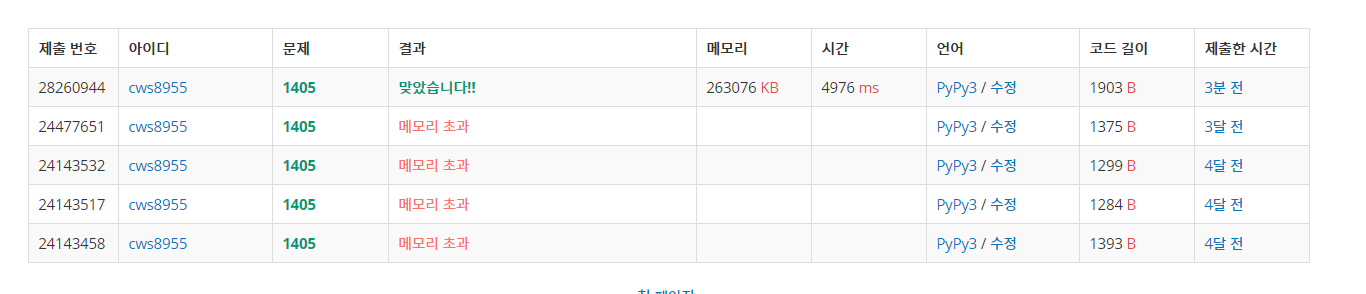 제출 번호 아이디 문제 결과 메모리 시간 언어 코드 길이 제출한 시간
28260944 cws8955 1405 맞았습니다!! 263076 KB 4976 ms PyPy3 / 수정 1903 B 3분 전
24477651 cws8955 1405 메모리 초과 PyPy3 / 수정 1375 B 3달 전
24143532 cws8955 1405 메모리 초과 PyPy3 / 수정 1299 B 4달 전
24143517 cws8955 1405 메모리 초과 PyPy3 / 수정 1284 B 4달 전
24143458 cws8955 1405 메모리 초과 PyPy3 / 수정 1393 B 4달 전